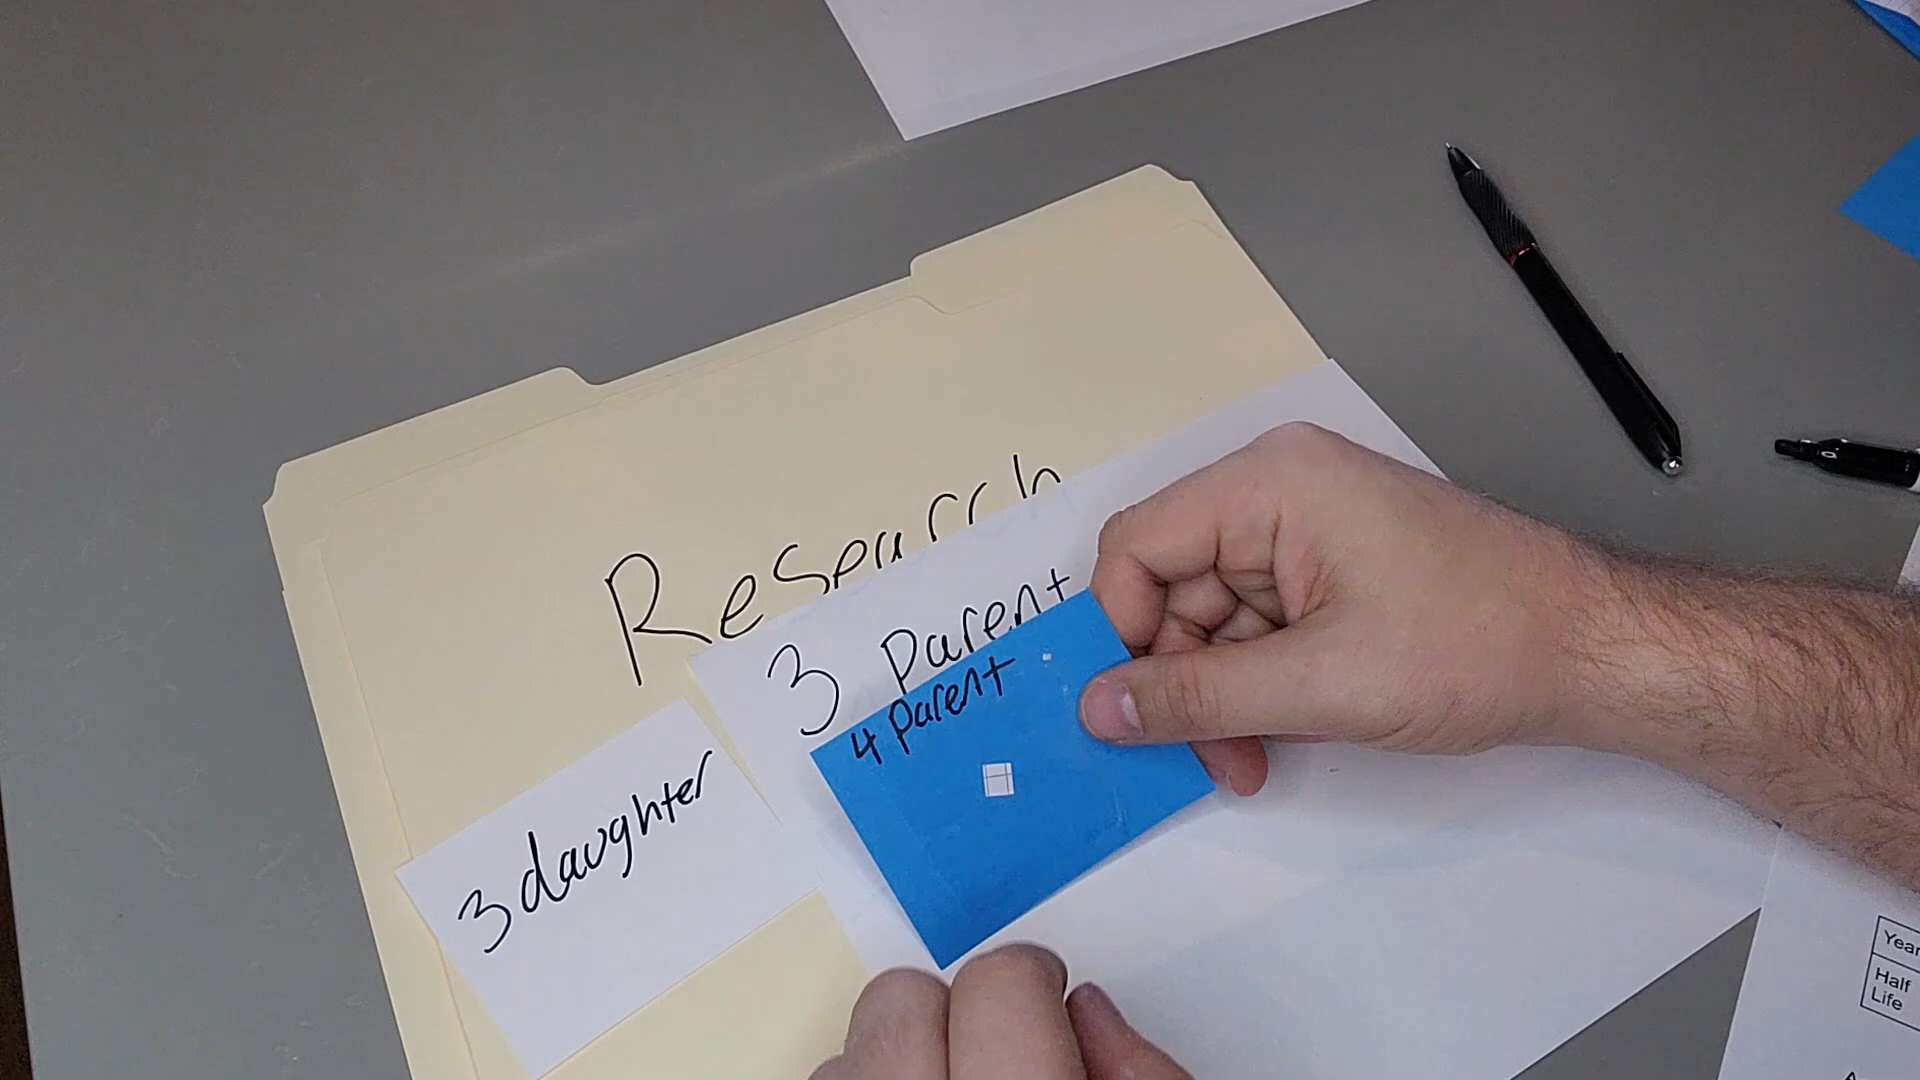 Research
3 Parent
4 Parent
3 daughter
Year
Half
Life